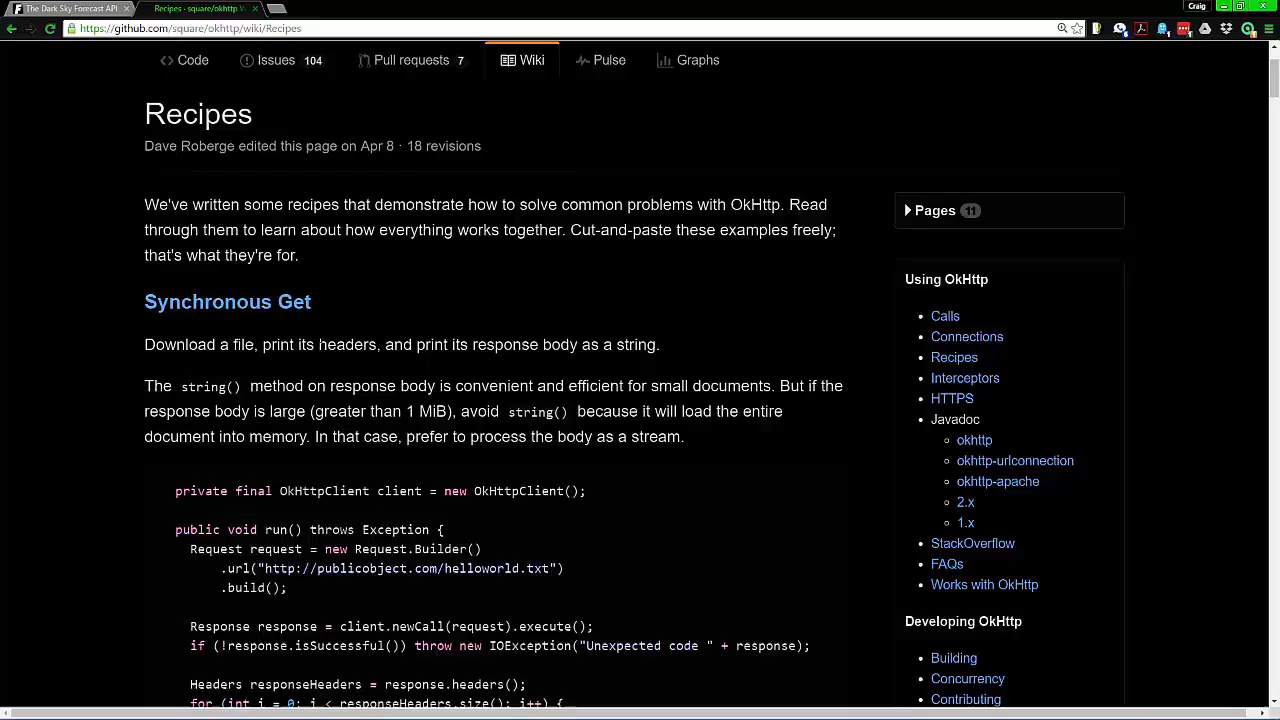 The Dark Sky Forecast API
Recipes · square/okhttp W
Craig
https://github.com/square/okhttp/wiki/Recipes
Code
Issues 104
Pull requests 7
Wiki
Pulse
Graphs
Recipes
Dave Roberge edited this page on Apr 8 · 18 revisions
We've written some recipes that demonstrate how to solve common problems with OkHttp. Read
through them to learn about how everything works together. Cut-and-paste these examples freely;
that's what they're for.
Synchronous Get
Download a file, print its headers, and print its response body as a string.
The string() method on response body is convenient and efficient for small documents. But if the
response body is large (greater than 1 MiB), avoid string() because it will load the entire
document into memory. In that case, prefer to process the body as a stream.
private final OkHttpClient client = new OkHttpClient();
public void run() throws Exception {
Request request = new Request.Builder()
.url("http://publicobject.com/helloworld.txt")
.build();
Response response = client.newCall(request).execute();
if (!response.isSuccessful()) throw new IOException("Unexpected code " + response);
Headers responseHeaders = response.headers();
for (int i = 0; i < responseHeaders.size(); i++) {
Pages 11
Using OkHttp
Calls
Connections
Recipes
Interceptors
HTTPS
Javadoc
okhttp
okhttp-urlconnection
okhttp-apache
2.x
1.x
StackOverflow
FAQs
Works with OkHttp
Developing OkHttp
Building
Concurrency
Contributing